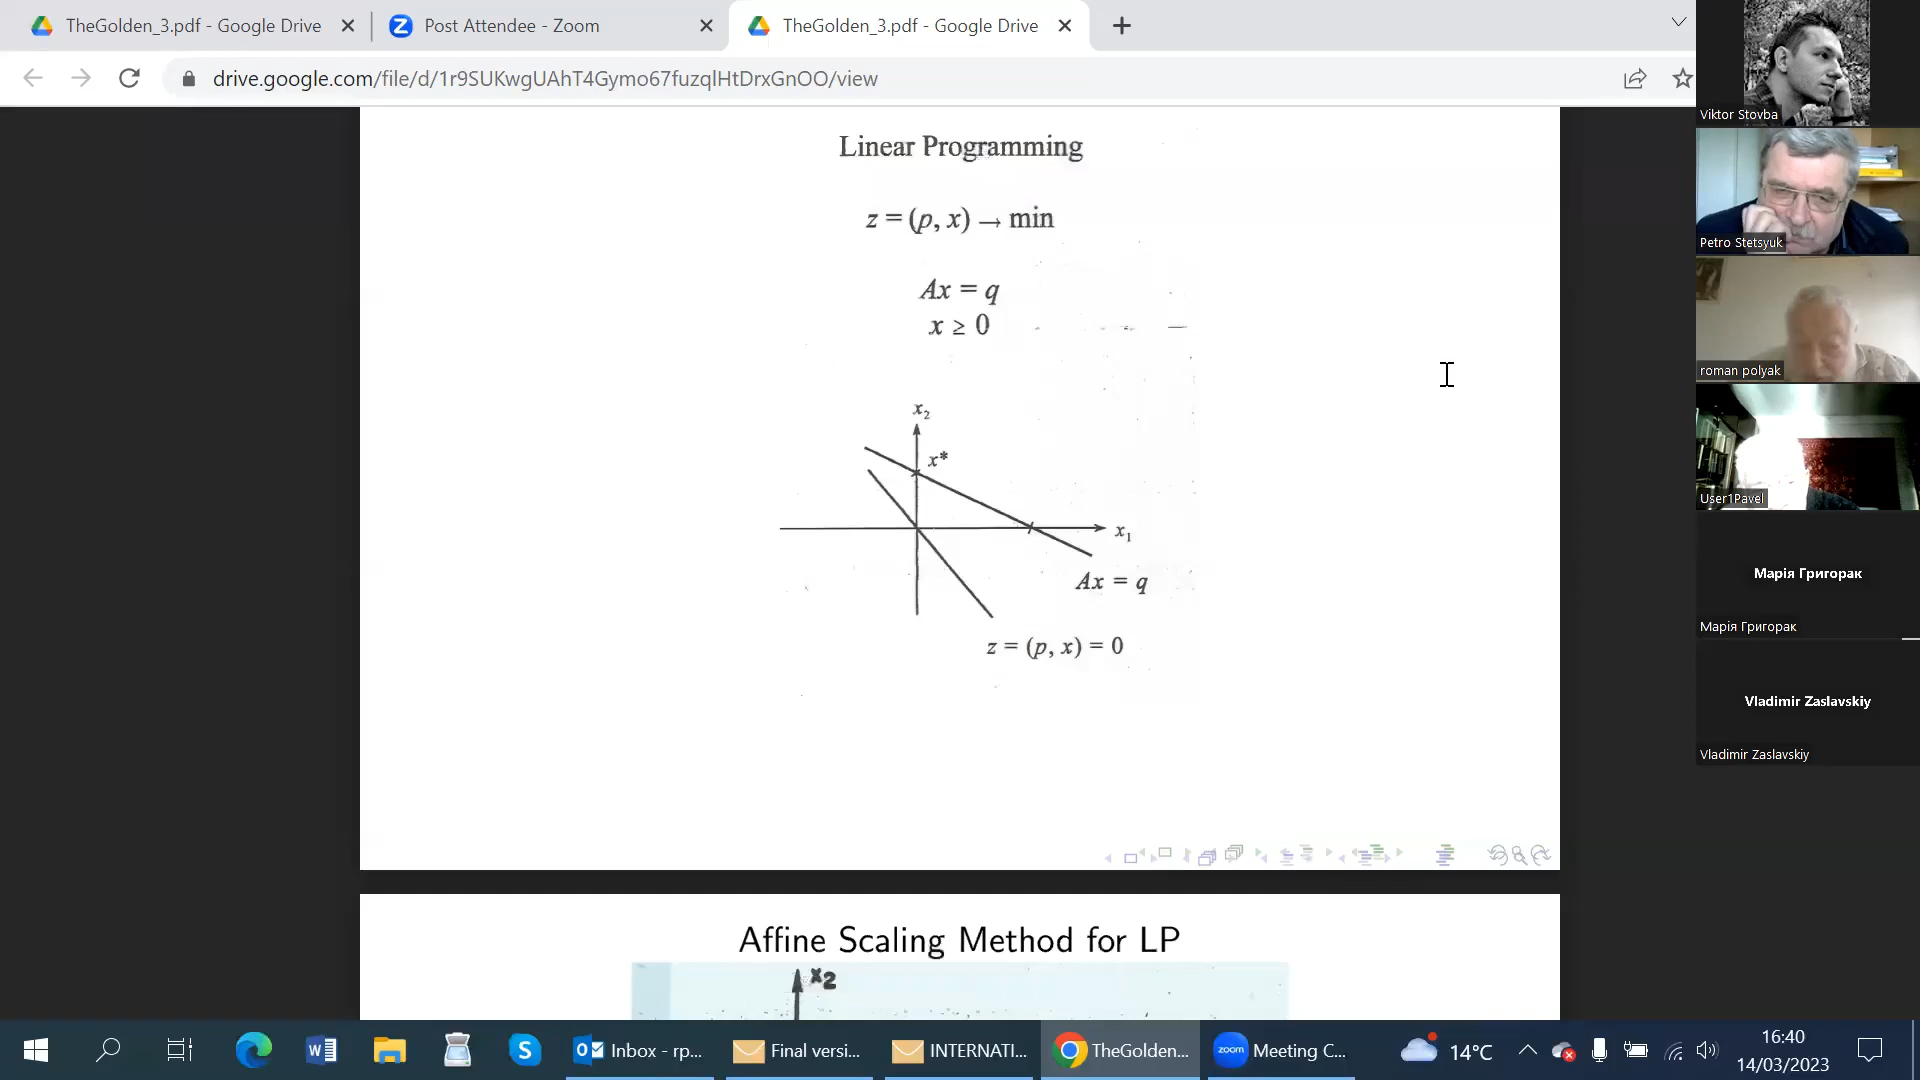 TheGolden_3.pdf - Google Drive
Post Attendee - Zoom
TheGolden_3.pdf - Google Drive
drive.google.com/file/d/1r9SUKwgUAhT4Gymo67fuzqlHtDrxGnOO/view
Linear Programming
z = (p, x) → min
Ax = q
x ≥ 0
x₂
x*
x₁
Ax = q
z = (p, x) = 0
Affine Scaling Method for LP
x2
Viktor Stovba
Petro Stetsyuk
roman polyak
User1Pavel
Марія Григорак
Марія Григорак
Vladimir Zaslavskiy
Vladimir Zaslavskiy
Inbox - rp...
Final versi...
INTERNATI...
TheGolden...
zoom
Meeting C...
14°C
16:40
14/03/2023